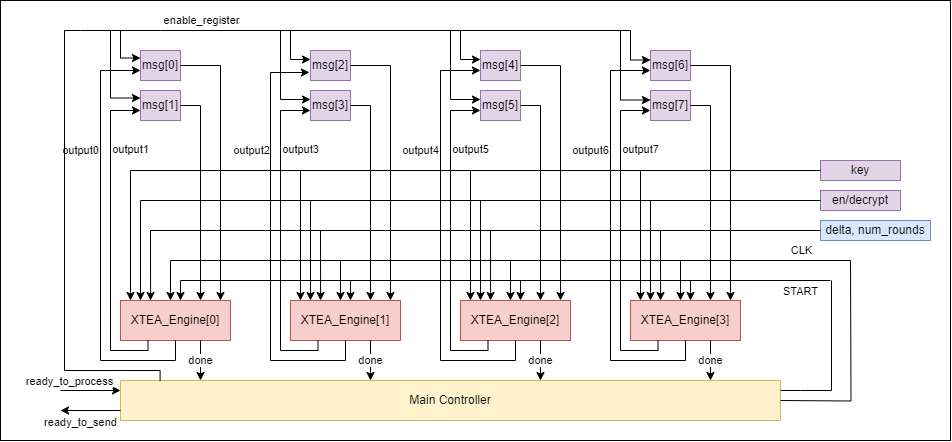 enable_register
msg[0]
msg[2]
msg[4]
msg[6]
msg[1]
msg[3]
msg[5]
msg[7]
output0
output1
output2
output3
output4
output5
output6
output7
key
en/decrypt
delta, num_rounds
CLK
START
XTEA_Engine[0]
XTEA_Engine[1]
XTEA_Engine[2]
XTEA_Engine[3]
done
done
done
done
ready_to_process
Main Controller
ready_to_send